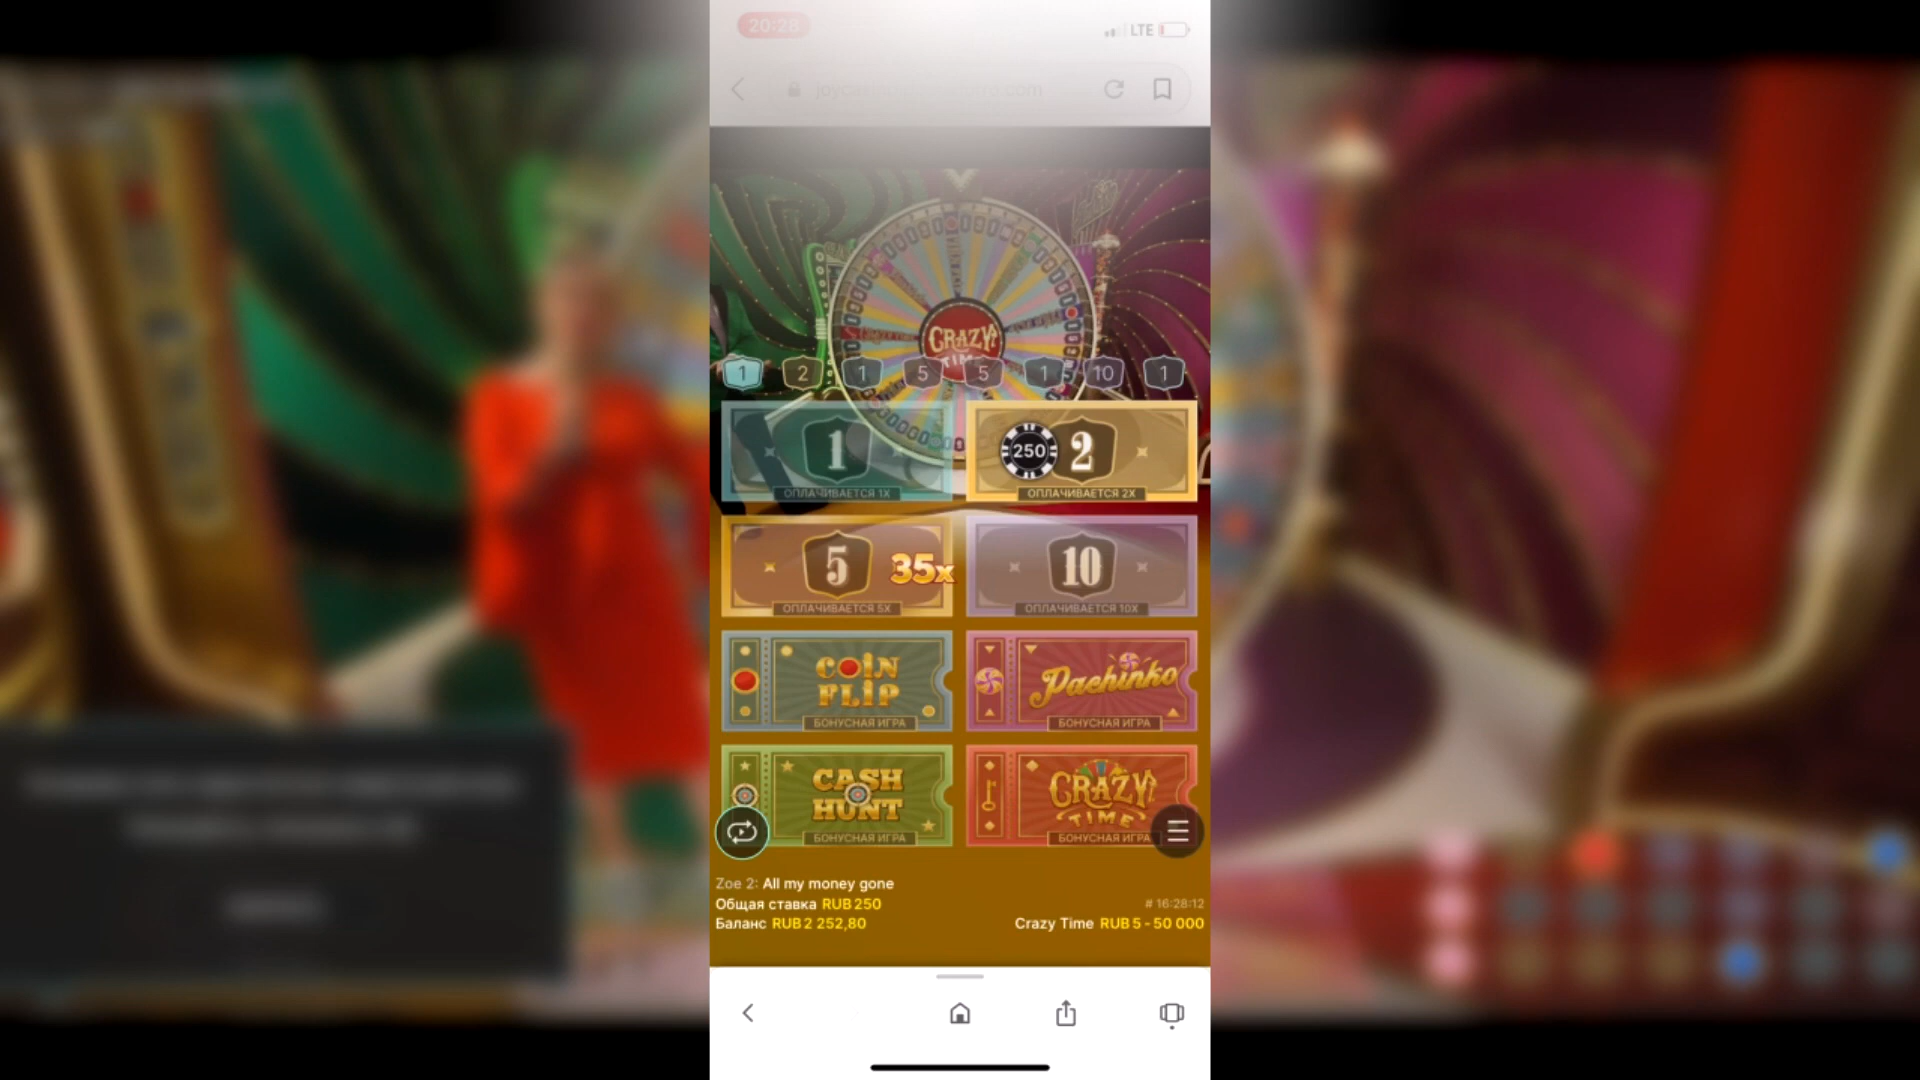 20:28
LTE
CRAZY
TIME
1 2 1 5 5 1 10 1
1
ОПЛАЧИВАЕТСЯ 1X
250 2
ОПЛАЧИВАЕТСЯ 2X
5 35x
ОПЛАЧИВАЕТСЯ 5X
10
ОПЛАЧИВАЕТСЯ 10X
COIN
FLIP
БОНУСНАЯ ИГРА
Pachinko
БОНУСНАЯ ИГРА
CASH
HUNT
БОНУСНАЯ ИГРА
CRAZY
TIME
БОНУСНАЯ ИГРА
Zoe 2: All my money gone
Общая ставка RUB 250
# 16:28:12
Баланс RUB 2 252,80
Crazy Time RUB 5 - 50 000